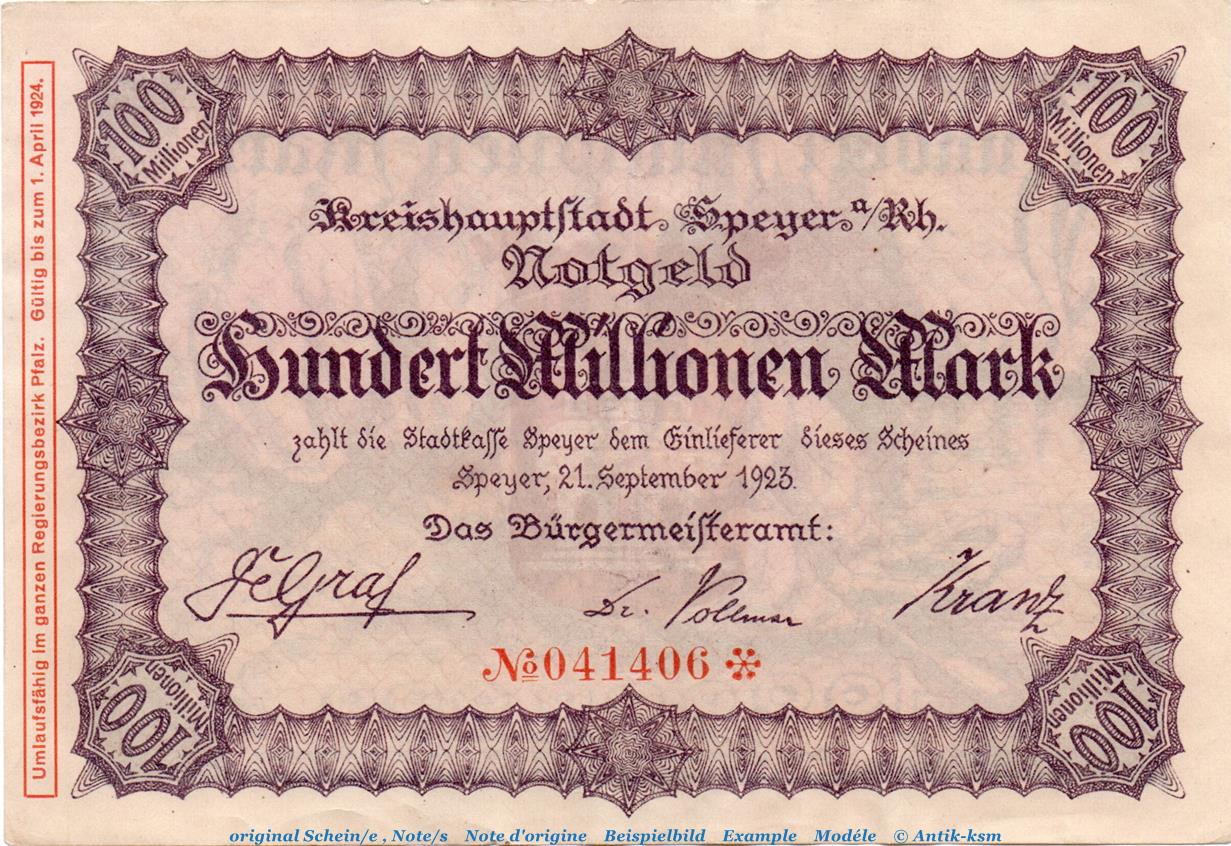 100
Millionen
100
Millionen
Umlaufsfähig im ganzen Regierungsbezirk Pfalz. Gültig bis zum 1. April 1924.
Kreishauptstadt Speyer a/Rh.
Notgeld
Hundert Millionen Mark
zahlt die Stadtkasse Speyer dem Einlieferer dieses Scheines
Speyer, 21. September 1923.
Das Bürgermeisteramt:
Dr. Vollmar Kranz
№041406
100
Millionen
100
Millionen
original Schein/e , Note/s Note d'origine Beispielbild Example Modéle © Antik-ksm